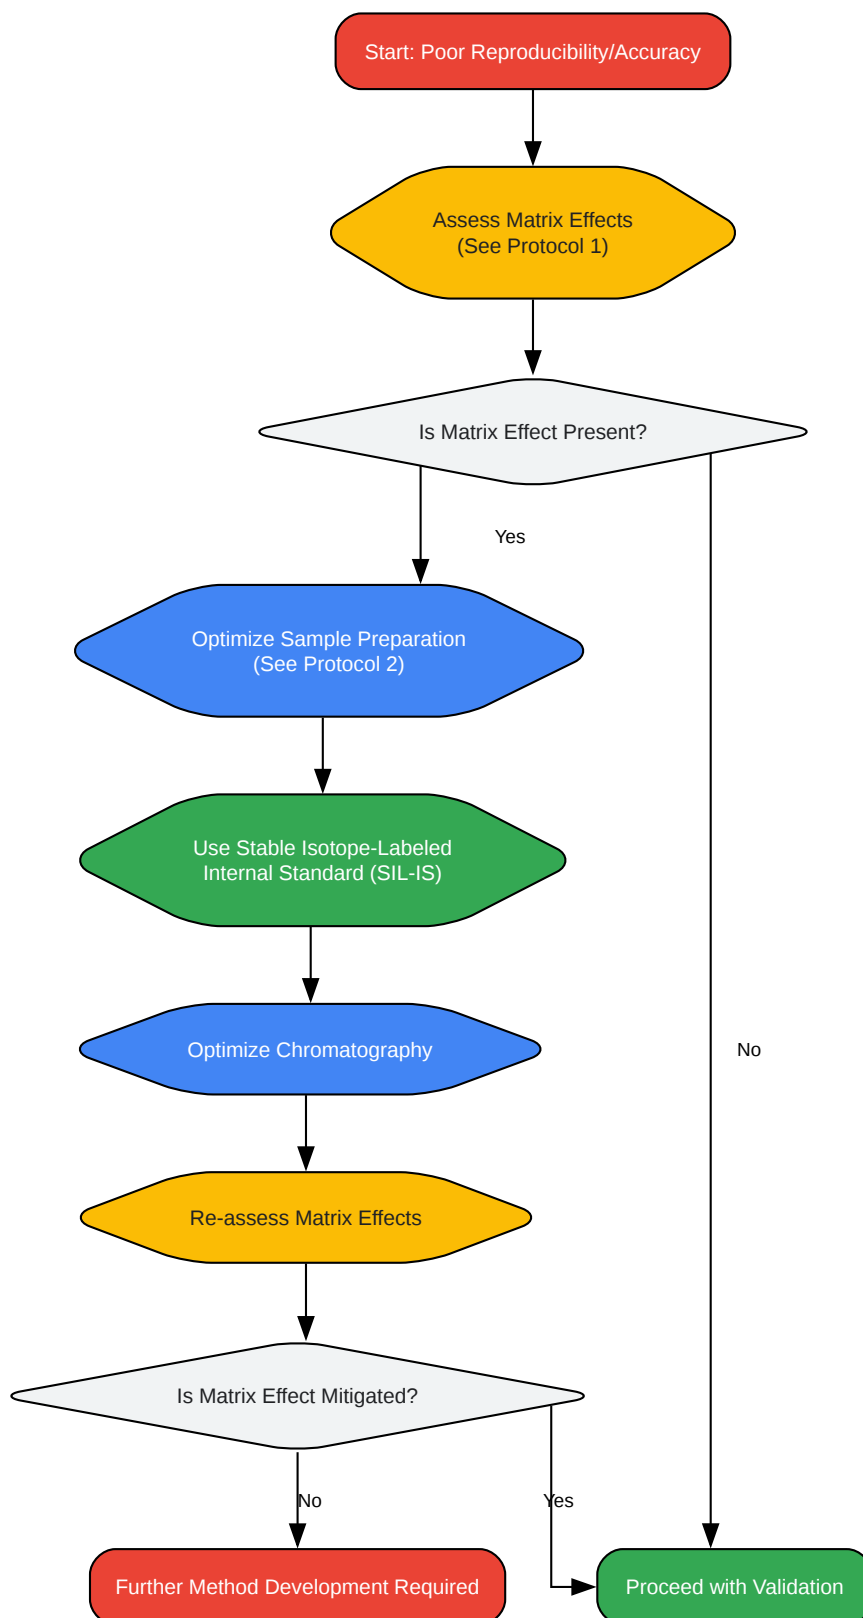 Start: Poor Reproducibility/Accuracy
Assess Matrix Effects
(See Protocol 1)
Is Matrix Effect Present?
Yes
Optimize Sample Preparation
(See Protocol 2)
Use Stable Isotope-Labeled
Internal Standard (SIL-IS)
Optimize Chromatography
No
Re-assess Matrix Effects
Is Matrix Effect Mitigated?
No
Yes
Further Method Development Required
Proceed with Validation